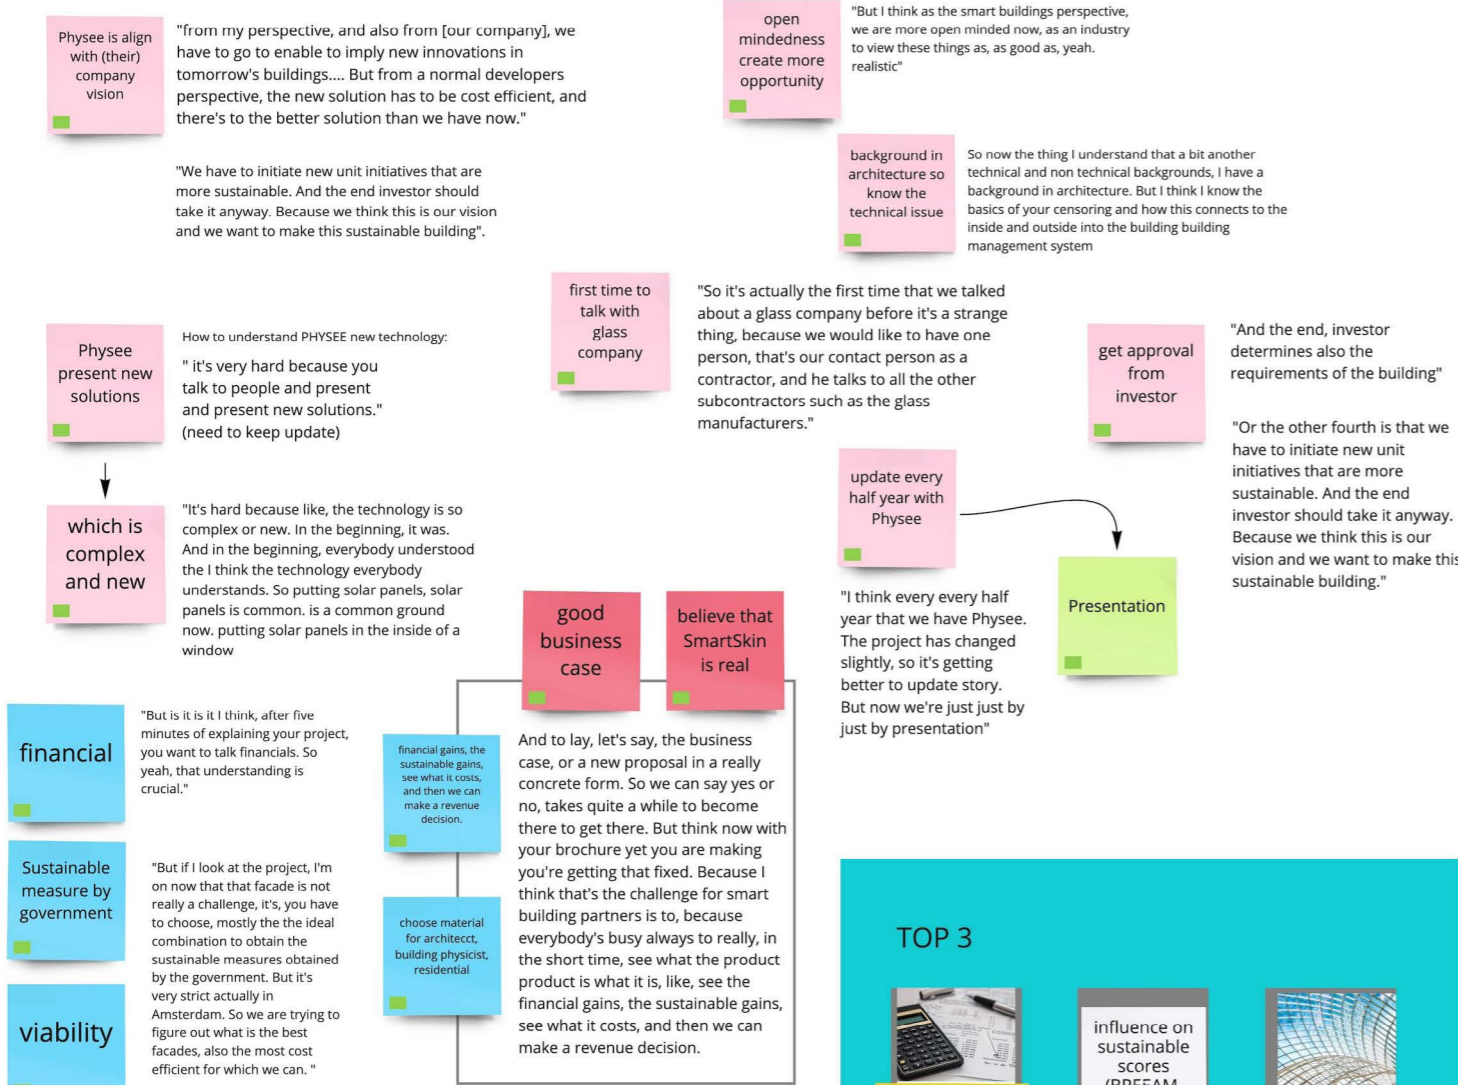 Physee is align
with (their)
company
vision
"from my perspective, and also from [our company], we
have to go to enable to imply new innovations in
tomorrow's buildings.... But from a normal developers
perspective, the new solution has to be cost efficient, and
there's to the better solution than we have now."
"We have to initiate new unit initiatives that are
more sustainable. And the end investor should
take it anyway. Because we think this is our vision
and we want to make this sustainable building".
open
mindedness
create more
opportunity
"But I think as the smart buildings perspective,
we are more open minded now, as an industry
to view these things as, as good as, yeah.
realistic"
background in
architecture so
know the
technical issue
So now the thing I understand that a bit another
technical and non technical backgrounds, I have a
background in architecture. But I think I know the
basics of your censoring and how this connects to the
inside and outside into the building building
management system
first time to
talk with
glass
company
"So it's actually the first time that we talked
about a glass company before it's a strange
thing, because we would like to have one
person, that's our contact person as a
contractor, and he talks to all the other
subcontractors such as the glass
manufacturers."
Physee
present new
solutions
How to understand PHYSEE new technology:
" it's very hard because you
talk to people and present
and present new solutions."
(need to keep update)
get approval
from
investor
"And the end, investor
determines also the
requirements of the building"
"Or the other fourth is that we
have to initiate new unit
initiatives that are more
sustainable. And the end
investor should take it anyway.
Because we think this is our
vision and we want to make this
sustainable building."
which is
complex
and new
"It's hard because like, the technology is so
complex or new. In the beginning, it was.
And in the beginning, everybody understood
the I think the technology everybody
understands. So putting solar panels, solar
panels is common. is a common ground
now. putting solar panels in the inside of a
window
update every
half year with
Physee
Presentation
"I think every every half
year that we have Physee.
The project has changed
slightly, so it's getting
better to update story.
But now we're just just by
just by presentation"
good
business
case
believe that
SmartSkin
is real
financial
"But is it is it I think, after five
minutes of explaining your project,
you want to talk financials. So
yeah, that understanding is
crucial."
financial gains, the
sustainable gains,
see what it costs,
and then we can
make a revenue
decision.
And to lay, let's say, the business
case, or a new proposal in a really
concrete form. So we can say yes or
no, takes quite a while to become
there to get there. But think now with
your brochure yet you are making
you're getting that fixed. Because I
think that's the challenge for smart
building partners is to, because
everybody's busy always to really, in
the short time, see what the product
product is what it is, like, see the
financial gains, the sustainable gains,
see what it costs, and then we can
make a revenue decision.
Sustainable
measure by
government
"But if I look at the project, I'm
on now that that facade is not
really a challenge, it's, you have
to choose, mostly the the ideal
combination to obtain the
sustainable measures obtained
by the government. But it's
very strict actually in
Amsterdam. So we are trying to
figure out what is the best
facades, also the most cost
efficient for which we can. "
choose material
for architecct,
building physicist,
residential
viability
TOP 3
influence on
sustainable
scores
(BREEAM